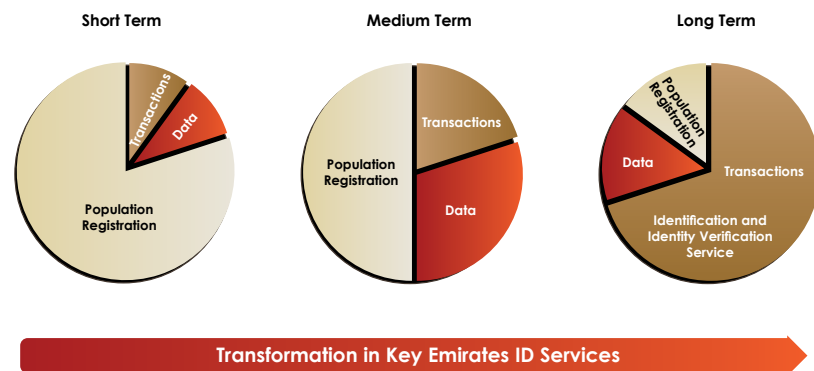 Short Term
Medium Term
Long Term
Transactions
Data
Population
Registration
Transactions
Population
Registration
Data
Population
Registration
Data
Transactions
Identification and
Identity Verification
Service
Transformation in Key Emirates ID Services